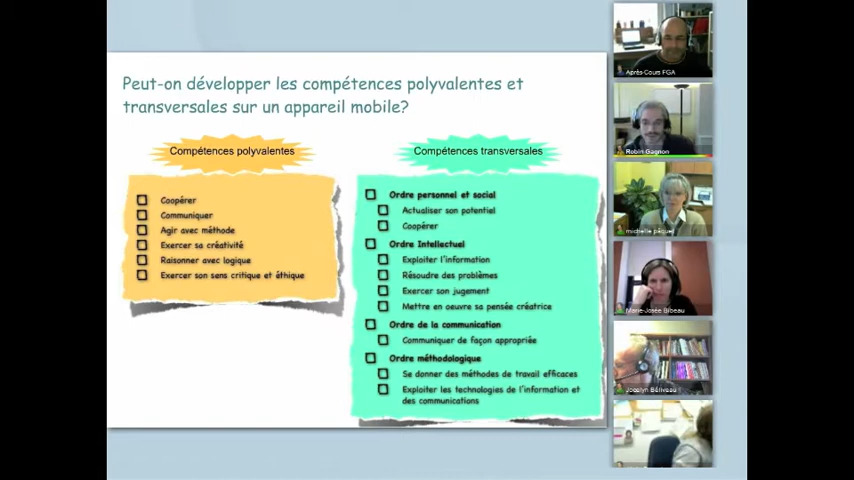 Peut-on développer les compétences polyvalentes et
transversales sur un appareil mobile?
Compétences polyvalentes
Coopérer
Communiquer
Agir avec méthode
Exercer sa créativité
Raisonner avec logique
Exercer son sens critique et éthique
Compétences transversales
Ordre personnel et social
Actualiser son potentiel
Coopérer
Ordre Intellectuel
Exploiter l'information
Résoudre des problèmes
Exercer son jugement
Mettre en oeuvre sa pensée créatrice
Ordre de la communication
Communiquer de façon appropriée
Ordre méthodologique
Se donner des méthodes de travail efficaces
Exploiter les technologies de l'information et
des communications
Après-Cours FGA
Robin Gagnon
michelle
Marie-Josée Bibeau
Jocelyn Bériveau